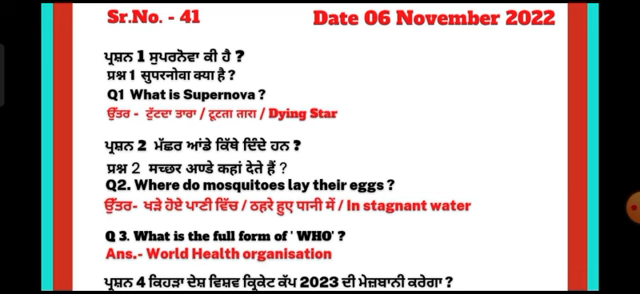 Sr.No. - 41 Date 06 November 2022
ਪ੍ਰਸ਼ਨ 1 ਸੁਪਰਨੋਵਾ ਕੀ ਹੈ ?
प्रश्न 1 सुपरनोवा क्या है ?
Q1 What is Supernova ?
ਉੱਤਰ - ਟੁੱਟਦਾ ਤਾਰਾ / टूटता तारा / Dying Star
ਪ੍ਰਸ਼ਨ 2 ਮੱਛਰ ਆਂਡੇ ਕਿੱਥੇ ਦਿੰਦੇ ਹਨ ?
प्रश्न 2 मच्छर अण्डे कहां देते हैं ?
Q2. Where do mosquitoes lay their eggs ?
ਉੱਤਰ- ਖੜੇ ਹੋਏ ਪਾਣੀ ਵਿੱਚ / ठहरे हुए धानी में / In stagnant water
Q 3. What is the full form of ' WHO' ?
Ans.- World Health organisation
ਪ੍ਰਸ਼ਨ 4 ਕਿਹੜਾ ਦੇਸ਼ ਵਿਸ਼ਵ ਕ੍ਰਿਕੇਟ ਕੱਪ 2023 ਦੀ ਮੇਜ਼ਬਾਨੀ ਕਰੇਗਾ ?